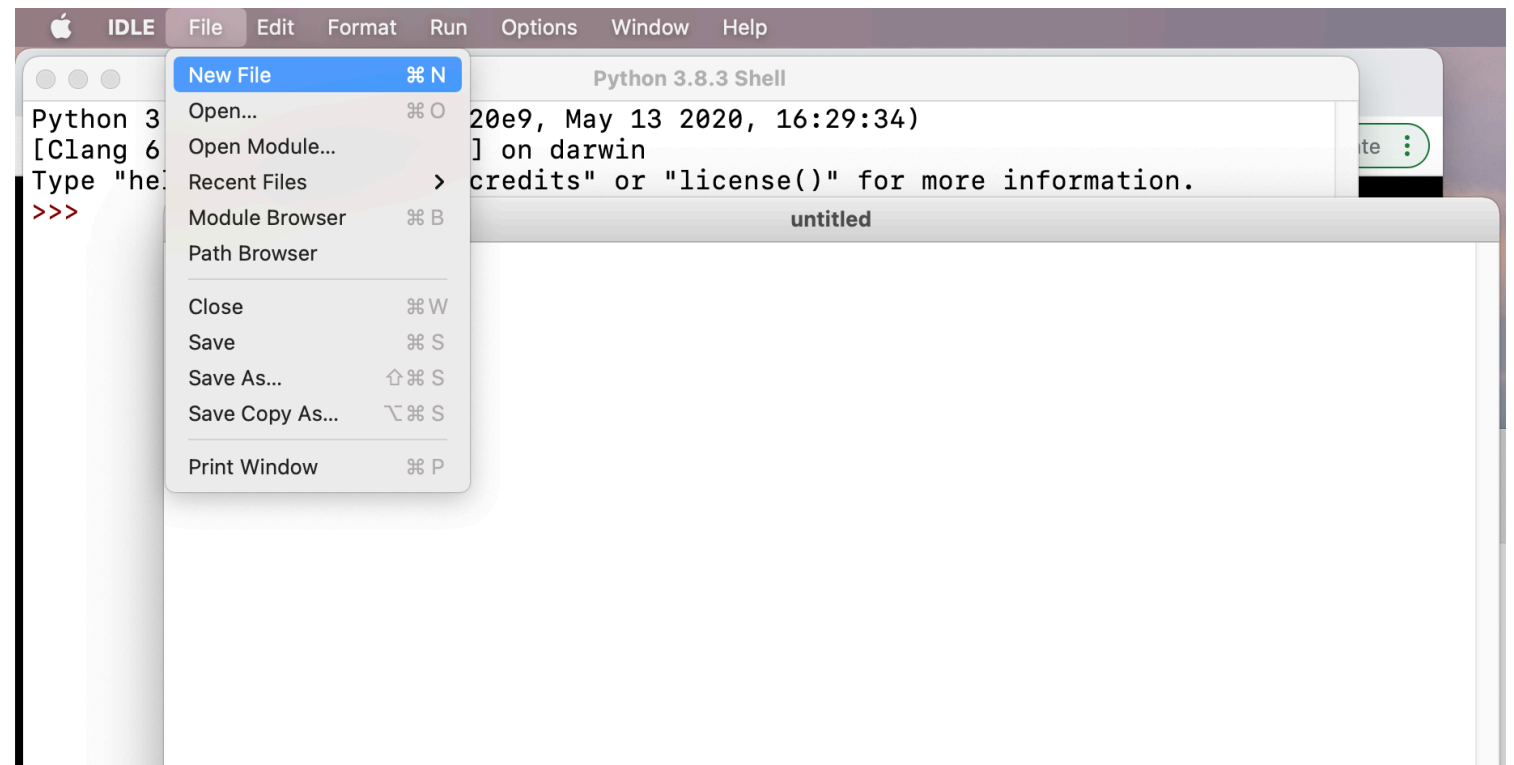 IDLE File Edit Format Run Options Window Help
Python 3.8.3 Shell
New File ⌘ N
Open... ⌘ O
Open Module...
Recent Files >
Module Browser ⌘ B
Path Browser
Close ⌘ W
Save ⌘ S
Save As... ⇧ ⌘ S
Save Copy As... ⌥ ⌘ S
Print Window ⌘ P
Python 3 20e9, May 13 2020, 16:29:34)
[Clang 6 ] on darwin
Type "hel credits" or "license()" for more information.
>>>
untitled